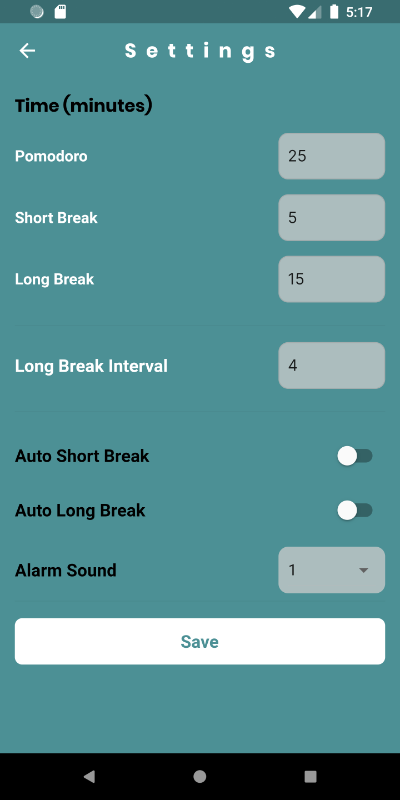 5:17
Settings
Time (minutes)
Pomodoro 25
Short Break 5
Long Break 15
Long Break Interval 4
Auto Short Break
Auto Long Break
Alarm Sound 1
Save